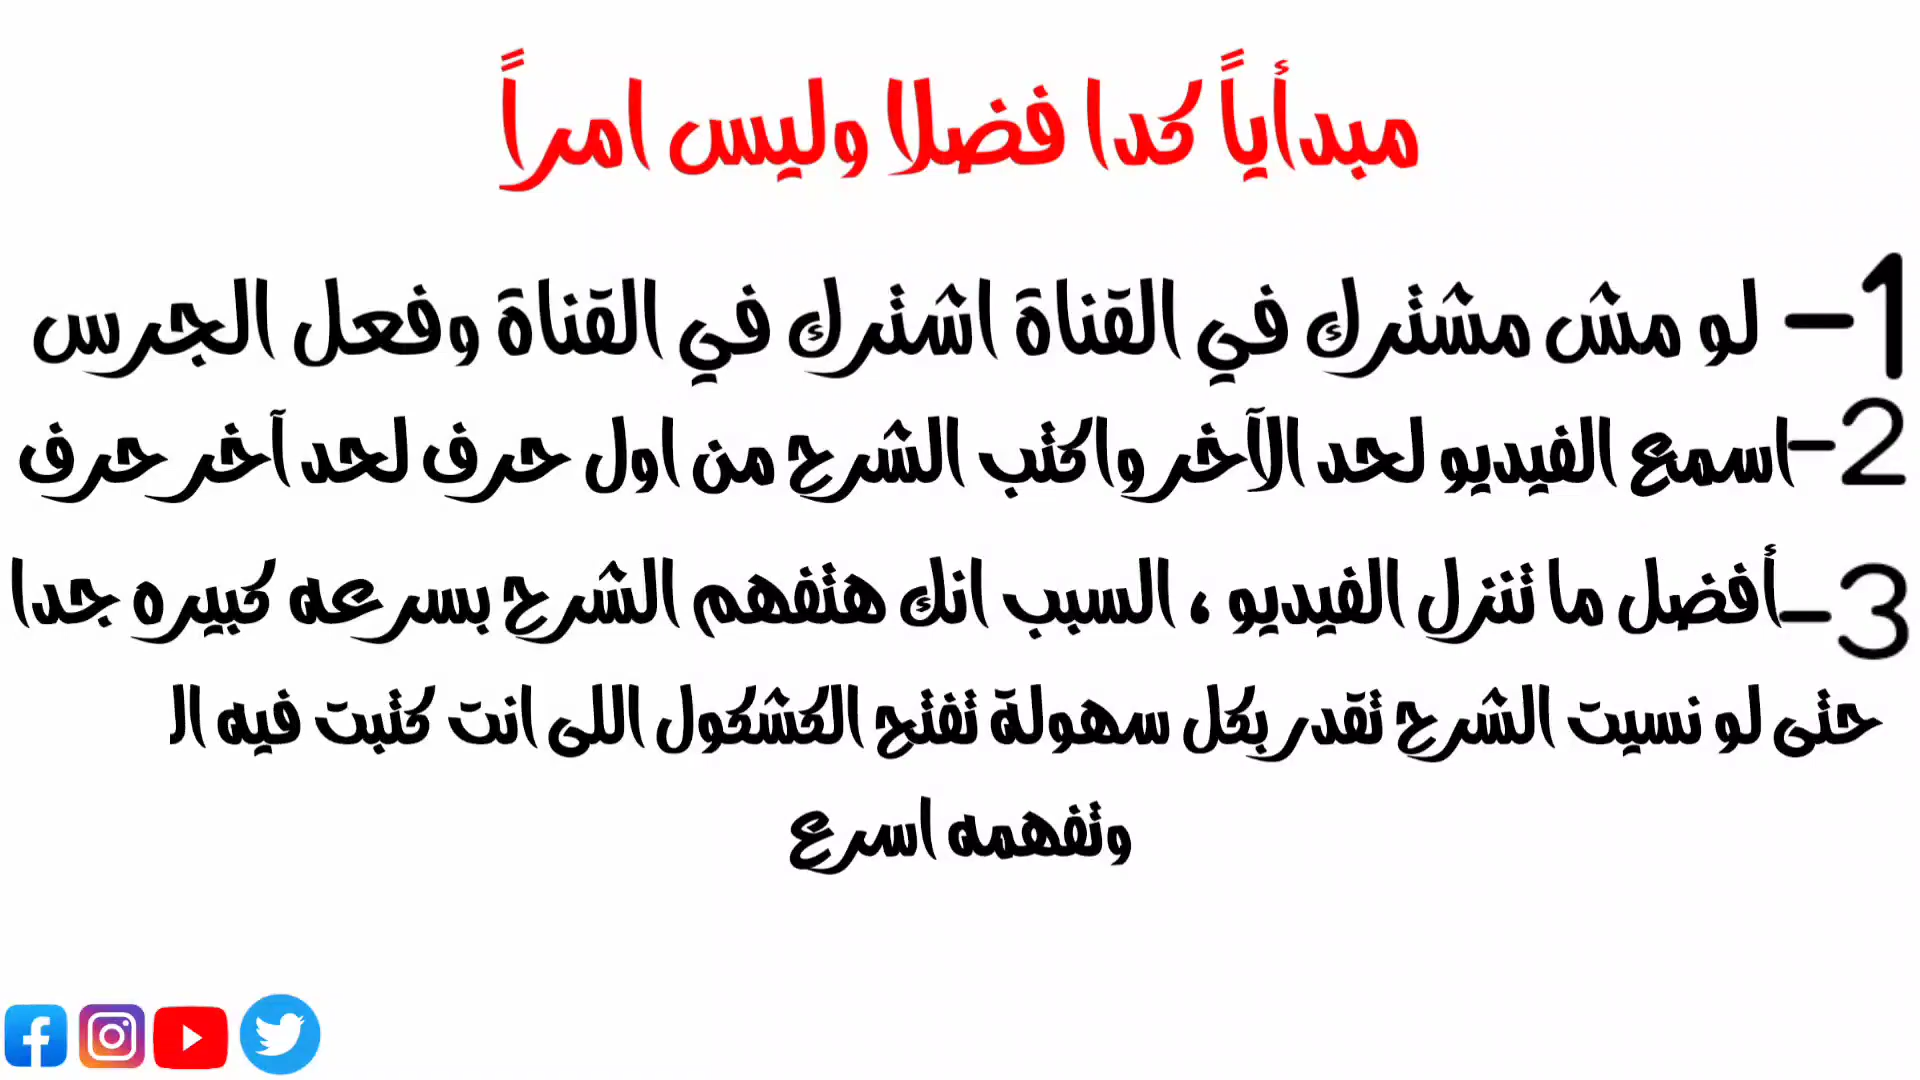 مبدأياً كدا فضلا وليس امراً
1- لو مش مشترك في القناة اشترك في القناة وفعل الجرس
2- اسمع الفيديو لحد الآخر واكتب الشرح من اول حرف لحد آخر حرف
3- أفضل ما تنزل الفيديو ، السبب انك هتفهم الشرح بسرعه كبيره جدا
حتى لو نسيت الشرح تقدر بكل سهولة تفتح الكشكول اللى انت كتبت فيه الـ
وتفهمه اسرع